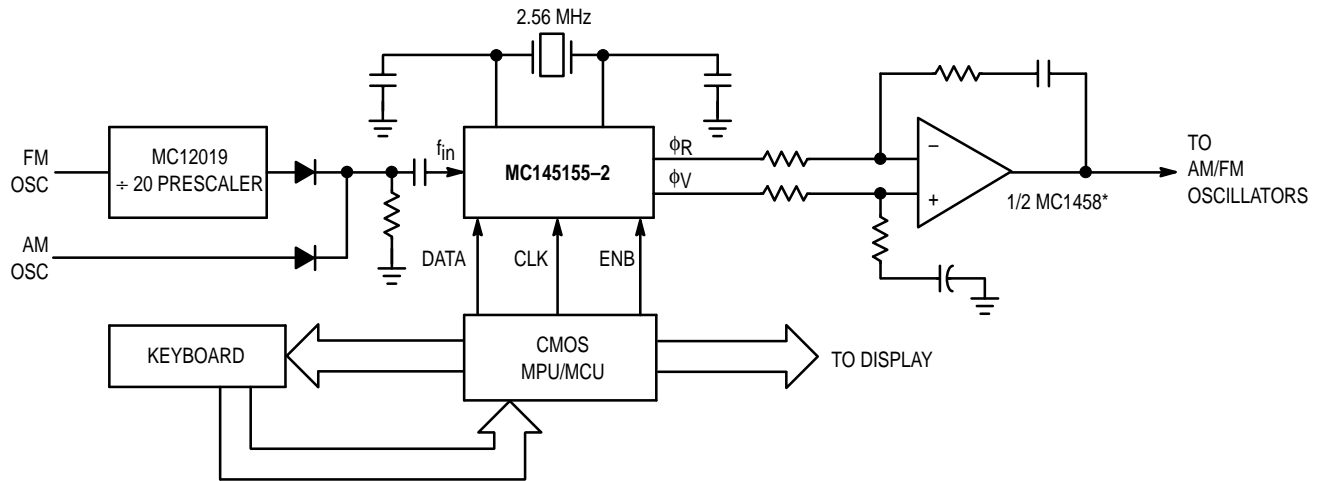 2.56 MHz
FM
OSC
MC12019
÷ 20 PRESCALER
fin
MC145155–2
ϕR
ϕV
–
+
1/2 MC1458*
TO
AM/FM
OSCILLATORS
AM
OSC
DATA
CLK
ENB
KEYBOARD
CMOS
MPU/MCU
TO DISPLAY